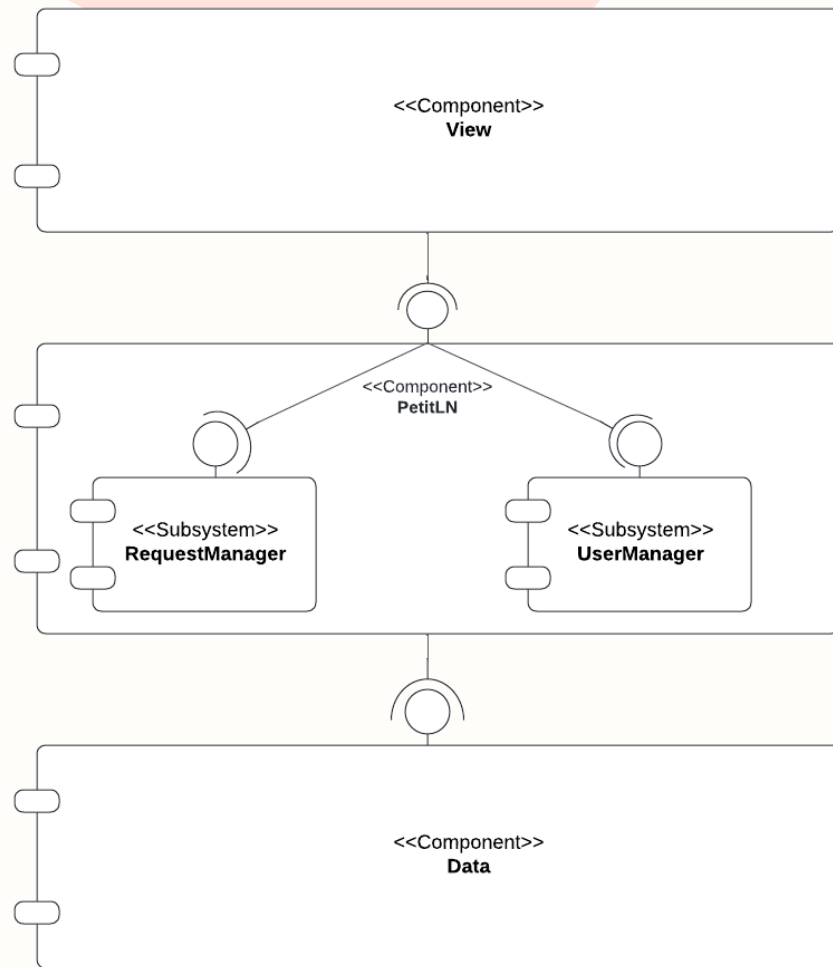 <<Component>>
View
<<Component>>
PetitLN
<<Subsystem>>
RequestManager
<<Subsystem>>
UserManager
<<Component>>
Data